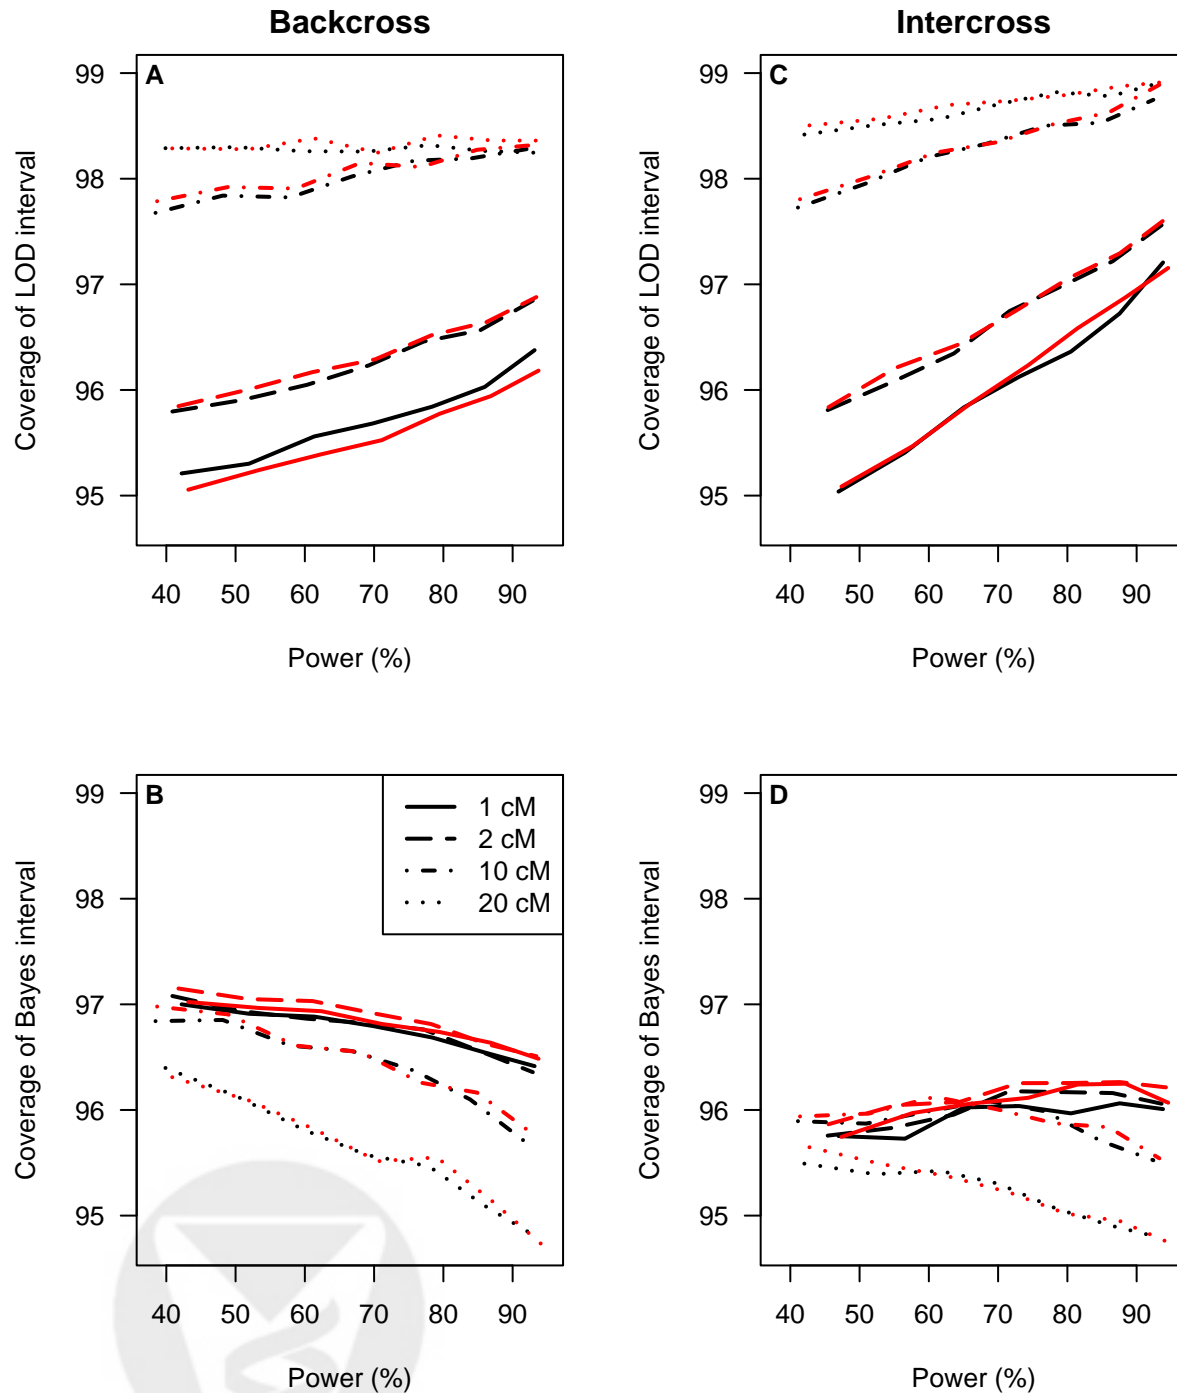 Backcross
A
99
98
97
96
95
Coverage of LOD interval
40 50 60 70 80 90
Power (%)
Intercross
C
99
98
97
96
95
Coverage of LOD interval
40 50 60 70 80 90
Power (%)
B
99
98
97
96
95
Coverage of Bayes interval
1 cM
2 cM
10 cM
20 cM
40 50 60 70 80 90
Power (%)
D
99
98
97
96
95
Coverage of Bayes interval
40 50 60 70 80 90
Power (%)